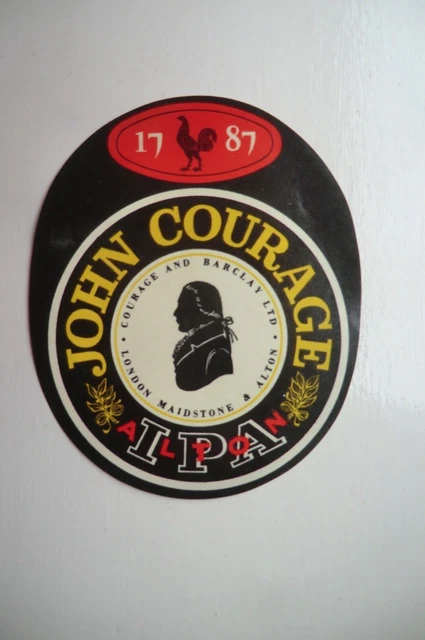 17 87
JOHN COURAGE
COURAGE AND BARCLAY LTD
LONDON MAIDSTONE & ALTON
IPA
ALTON